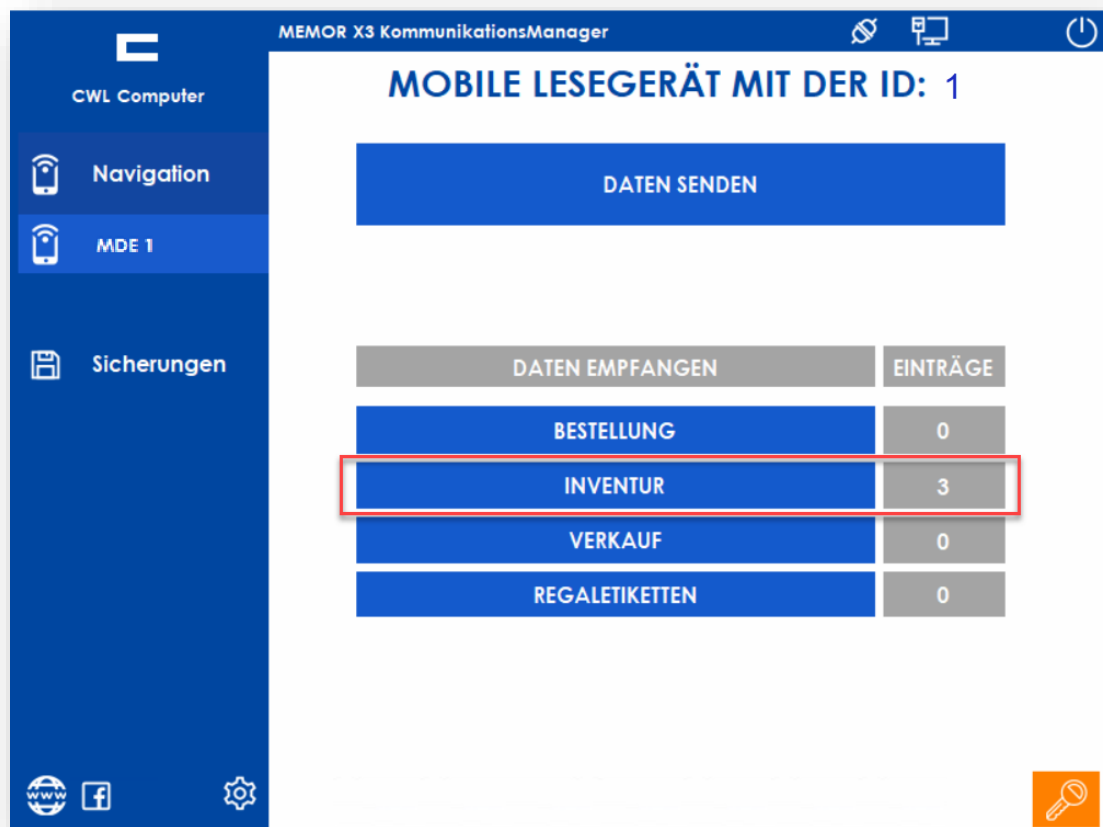 MEMOR X3 KommunikationsManager
CWL Computer
MOBILE LESEGERÄT MIT DER ID: 1
Navigation
MDE 1
Sicherungen
DATEN SENDEN
DATEN EMPFANGEN EINTRÄGE
BESTELLUNG 0
INVENTUR 3
VERKAUF 0
REGALETIKETTEN 0
www f